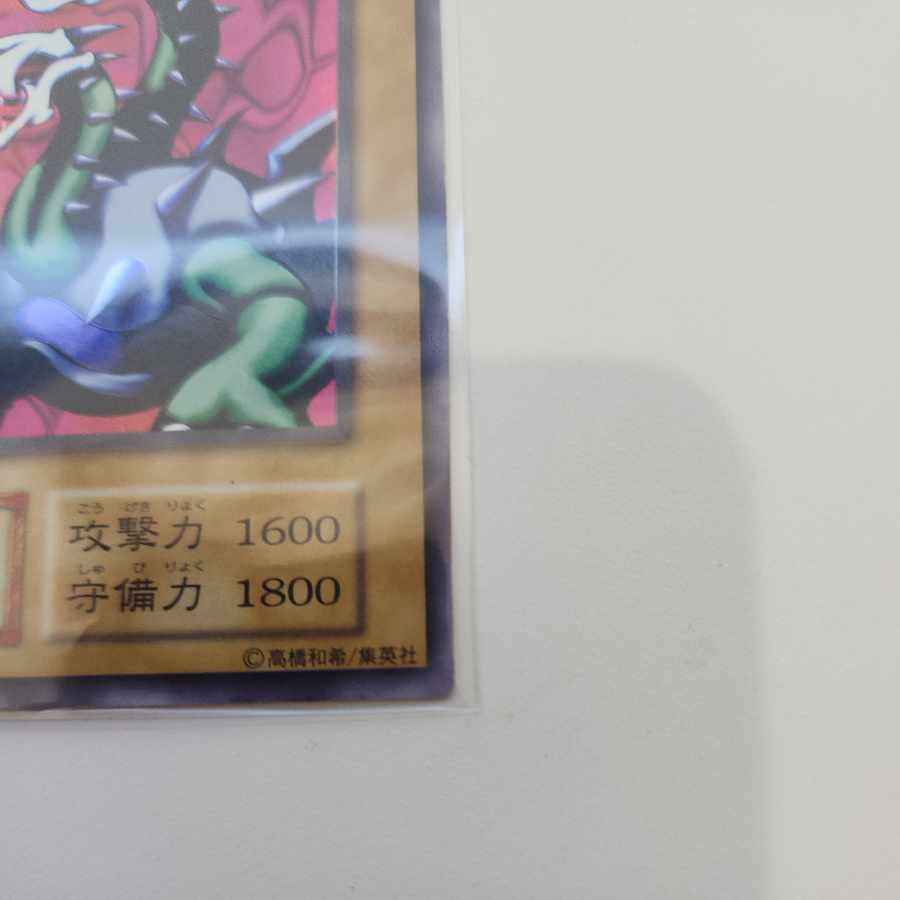 こう げき りょく
攻撃力 1600
しゅ び りょく
守備力 1800
©高橋和希/集英社